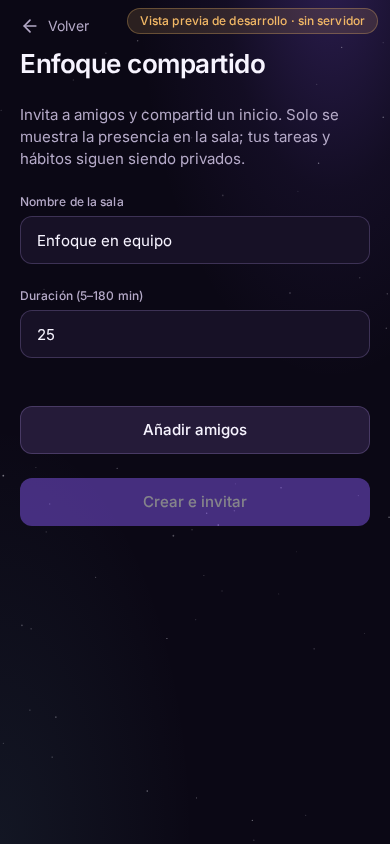 Volver
Vista previa de desarrollo · sin servidor
Enfoque compartido
Invita a amigos y compartid un inicio. Solo se
muestra la presencia en la sala; tus tareas y
hábitos siguen siendo privados.
Nombre de la sala
Enfoque en equipo
Duración (5–180 min)
25
Añadir amigos
Crear e invitar